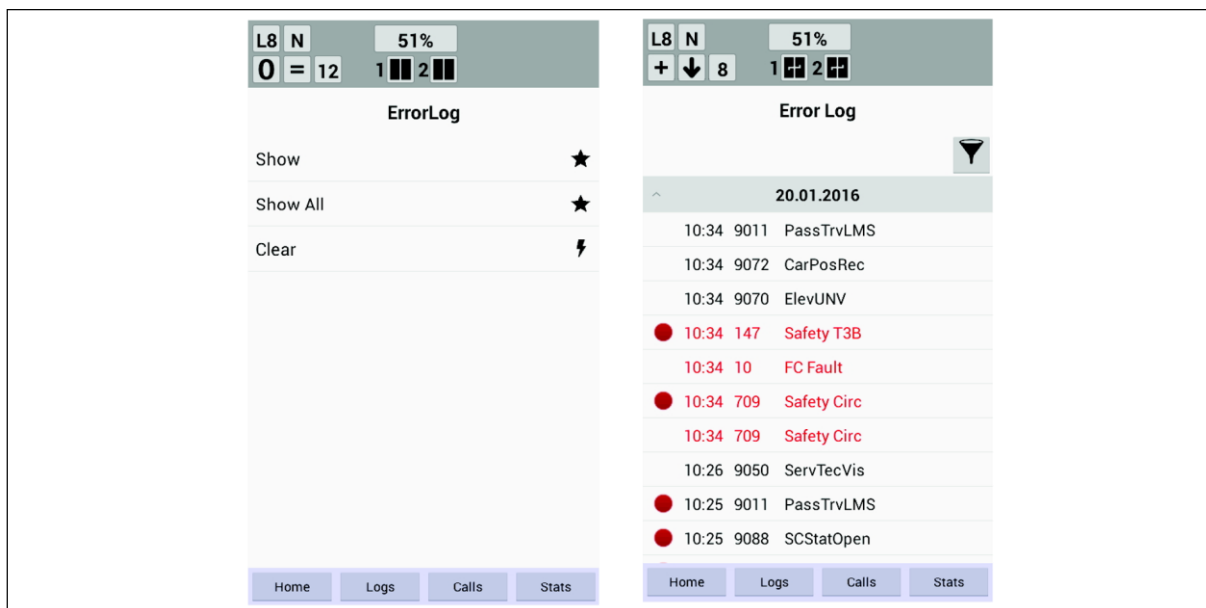 L8 N 51%
0 = 12 1 2
ErrorLog
Show
Show All
Clear
Home Logs Calls Stats
L8 N 51%
+ ↓ 8 1 2
Error Log
20.01.2016
10:34 9011 PassTrvLMS
10:34 9072 CarPosRec
10:34 9070 ElevUNV
10:34 147 Safety T3B
10:34 10 FC Fault
10:34 709 Safety Circ
10:34 709 Safety Circ
10:26 9050 ServTecVis
10:25 9011 PassTrvLMS
10:25 9088 SCStatOpen
Home Logs Calls Stats